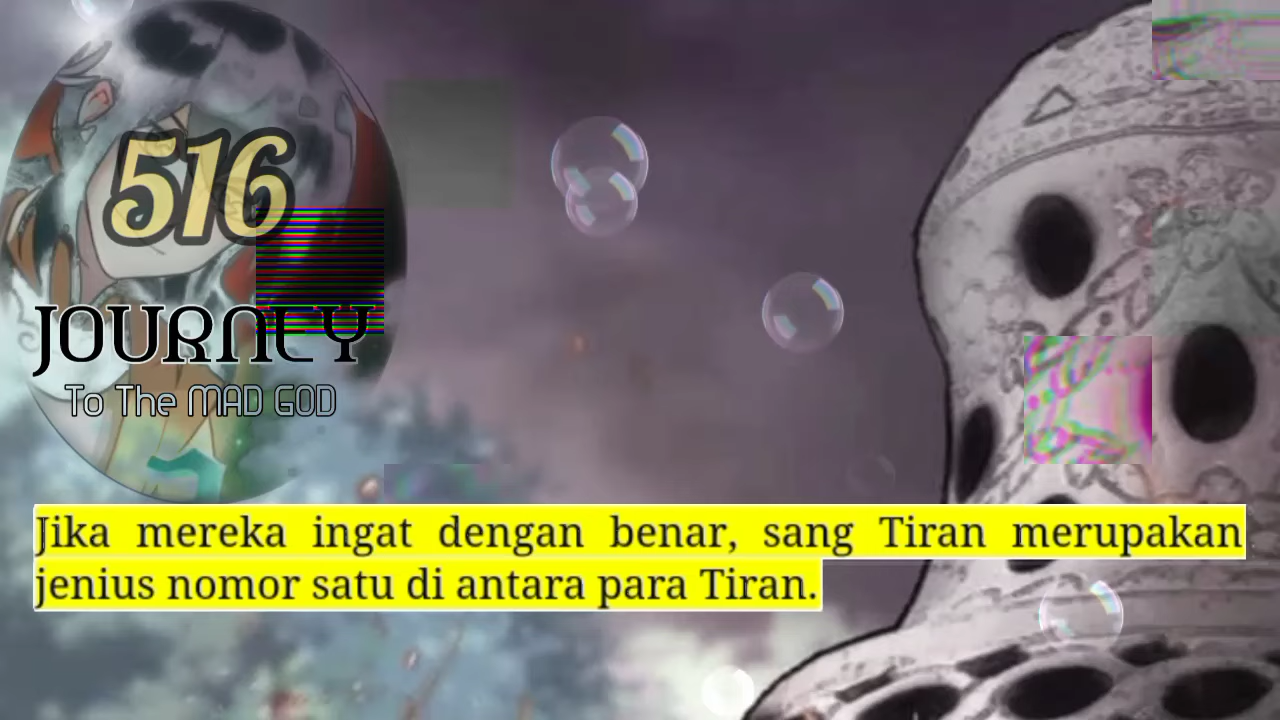 516
JOURNEY
To The MAD GOD
Jika mereka ingat dengan benar, sang Tiran merupakan
jenius nomor satu di antara para Tiran.